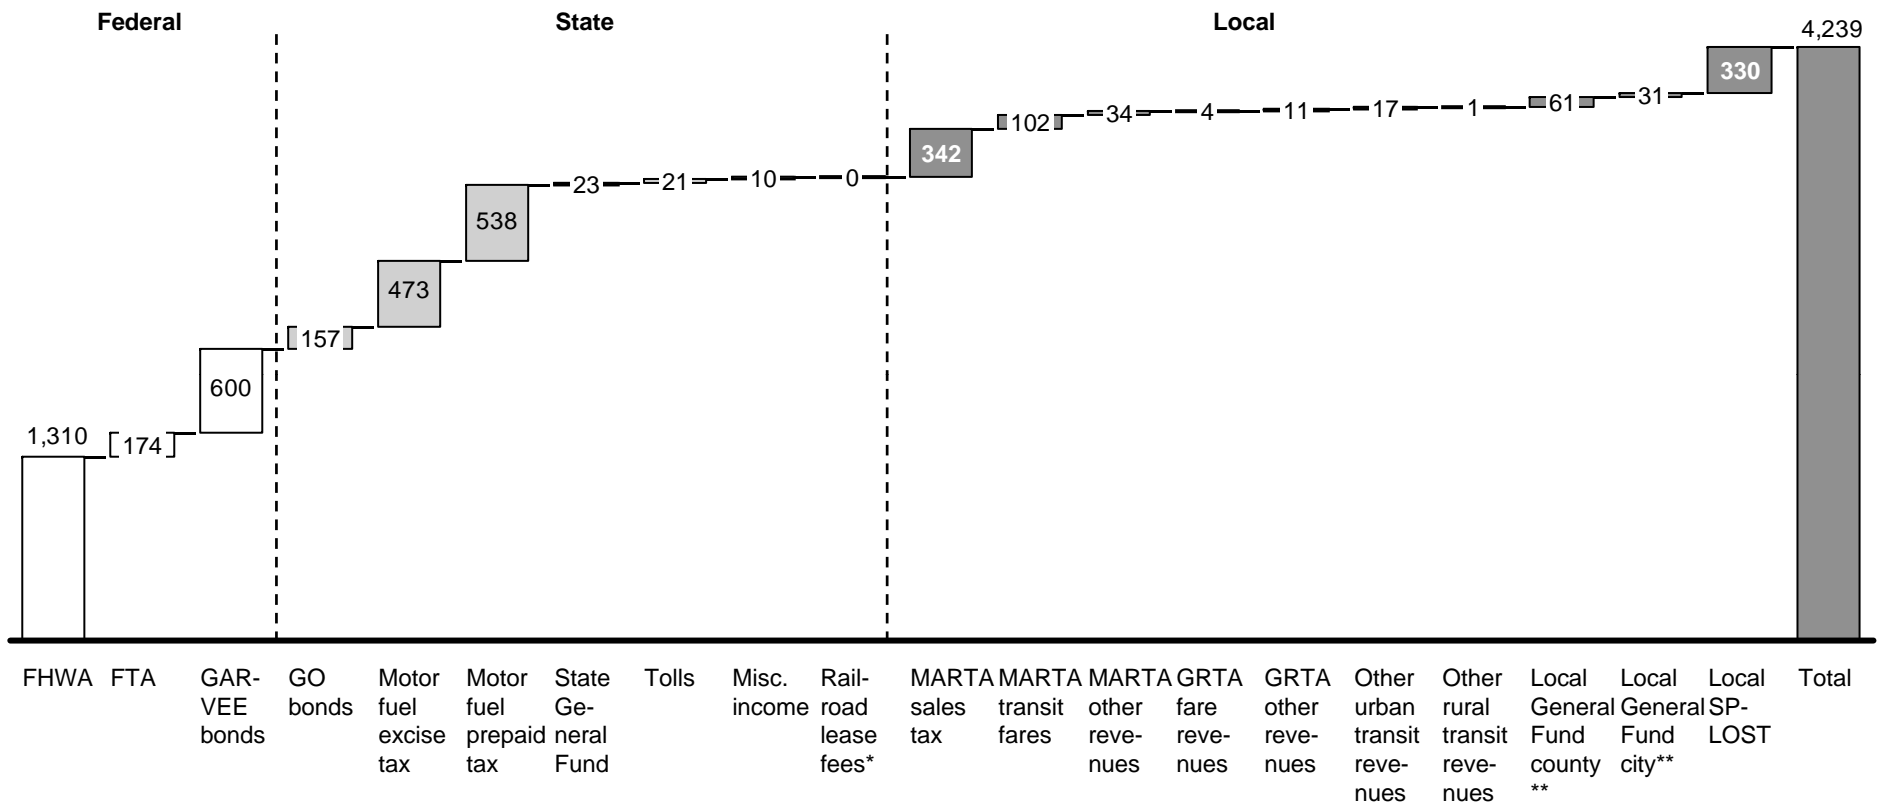 Federal
State
Local
4,239
330
61
31
102
34
4
11
17
1
342
23
21
10
0
538
473
157
600
1,310
174
FHWA
FTA
GAR-
VEE
bonds
GO
bonds
Motor
fuel
excise
tax
Motor
fuel
prepaid
tax
State
Ge-
neral
Fund
Tolls
Misc.
income
Rail-
road
lease
fees*
MARTA
sales
tax
MARTA
transit
fares
MARTA
other
reve-
nues
GRTA
fare
reve-
nues
GRTA
other
reve-
nues
Other
urban
transit
reve-
nues
Other
rural
transit
reve-
nues
Local
General
Fund
county
**
Local
General
Fund
city**
Local
SP-
LOST
Total